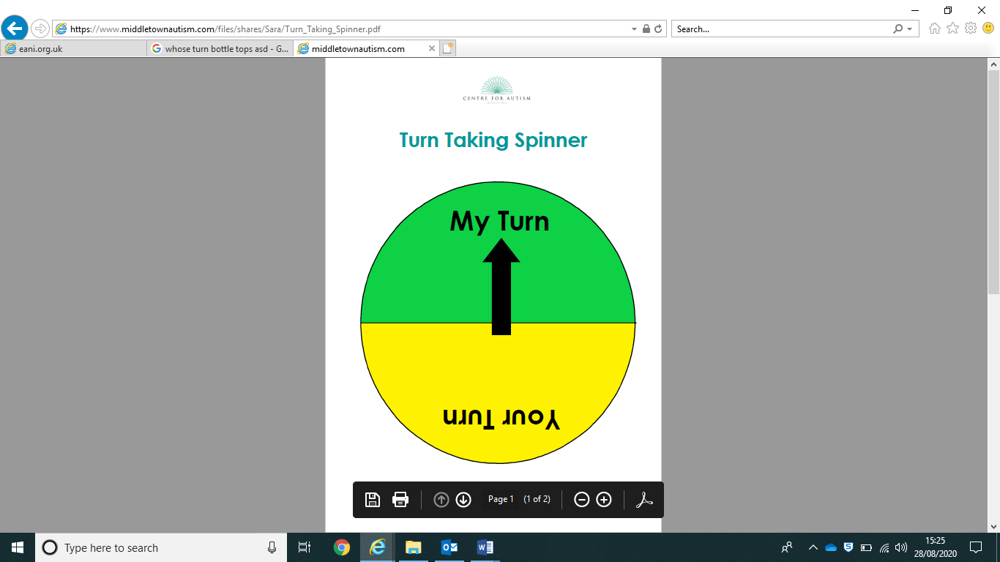 https://www.middletownautism.com/files/shares/Sara/Turn_Taking_Spinner.pdf
Search...
eani.org.uk
whose turn bottle tops asd - G...
middletownautism.com
CENTRE FOR AUTISM
Turn Taking Spinner
My Turn
Your Turn
Page 1 (1 of 2)
Type here to search
15:25
28/08/2020